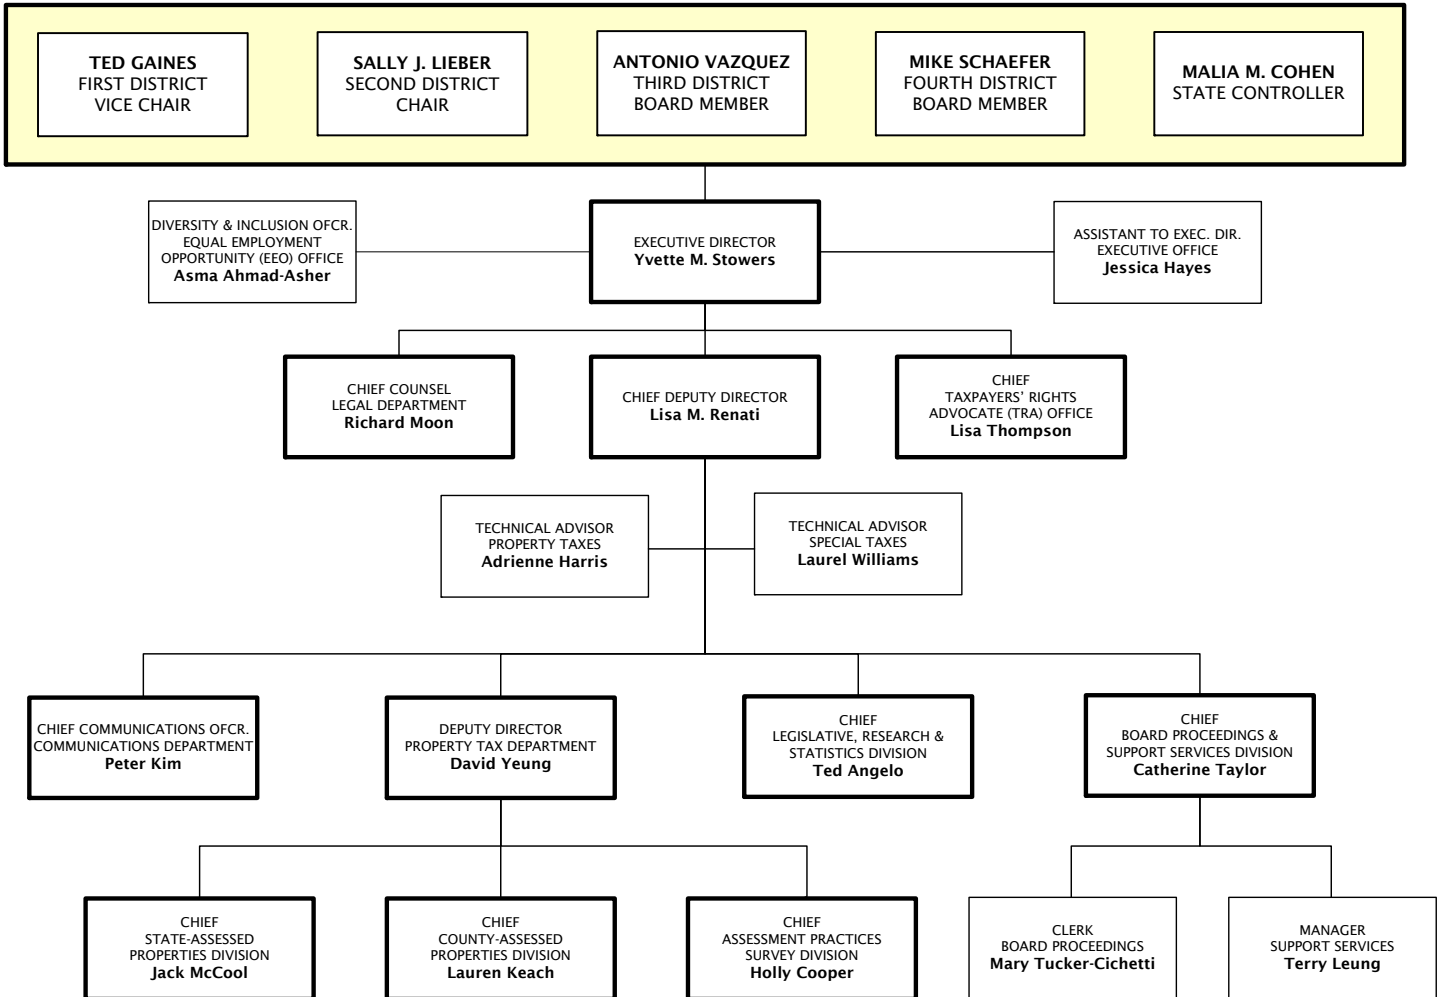 TED GAINES
FIRST DISTRICT
VICE CHAIR
SALLY J. LIEBER
SECOND DISTRICT
CHAIR
ANTONIO VAZQUEZ
THIRD DISTRICT
BOARD MEMBER
MIKE SCHAEFER
FOURTH DISTRICT
BOARD MEMBER
MALIA M. COHEN
STATE CONTROLLER
DIVERSITY & INCLUSION OFCR.
EQUAL EMPLOYMENT
OPPORTUNITY (EEO) OFFICE
Asma Ahmad-Asher
EXECUTIVE DIRECTOR
Yvette M. Stowers
ASSISTANT TO EXEC. DIR.
EXECUTIVE OFFICE
Jessica Hayes
CHIEF COUNSEL
LEGAL DEPARTMENT
Richard Moon
CHIEF DEPUTY DIRECTOR
Lisa M. Renati
CHIEF
TAXPAYERS’ RIGHTS
ADVOCATE (TRA) OFFICE
Lisa Thompson
TECHNICAL ADVISOR
PROPERTY TAXES
Adrienne Harris
TECHNICAL ADVISOR
SPECIAL TAXES
Laurel Williams
CHIEF COMMUNICATIONS OFCR.
COMMUNICATIONS DEPARTMENT
Peter Kim
DEPUTY DIRECTOR
PROPERTY TAX DEPARTMENT
David Yeung
CHIEF
LEGISLATIVE, RESEARCH &
STATISTICS DIVISION
Ted Angelo
CHIEF
BOARD PROCEEDINGS &
SUPPORT SERVICES DIVISION
Catherine Taylor
CHIEF
STATE-ASSESSED
PROPERTIES DIVISION
Jack McCool
CHIEF
COUNTY-ASSESSED
PROPERTIES DIVISION
Lauren Keach
CHIEF
ASSESSMENT PRACTICES
SURVEY DIVISION
Holly Cooper
CLERK
BOARD PROCEEDINGS
Mary Tucker-Cichetti
MANAGER
SUPPORT SERVICES
Terry Leung